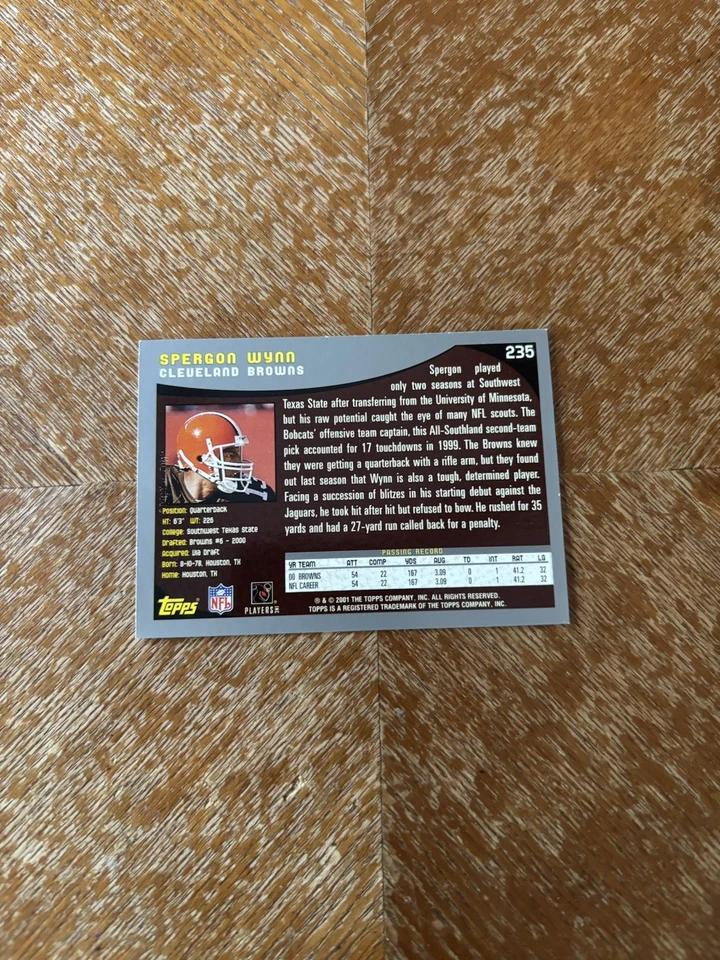 SPERGON WYNN
CLEVELAND BROWNS
235
Spergon played
only two seasons at Southwest
Texas State after transferring from the University of Minnesota,
but his raw potential caught the eye of many NFL scouts. The
Bobcats' offensive team captain, this All-Southland second-team
pick accounted for 17 touchdowns in 1999. The Browns knew
they were getting a quarterback with a rifle arm, but they found
out last season that Wynn is also a tough, determined player.
Facing a succession of blitzes in his starting debut against the
Jaguars, he took hit after hit but refused to bow. He rushed for 35
yards and had a 27-yard run called back for a penalty.
Position: Quarterback
HT: 6'3" WT: 226
College: Southwest Texas State
Drafted: Browns #6 - 2000
Acquired: Via Draft
Born: 8-10-78, Houston, TX
Home: Houston, TX
PASSING RECORD
YR TEAM ATT COMP YDS AVG TD INT RAT LG
00 BROWNS 54 22 167 3.09 0 1 41.2 32
NFL CAREER 54 22 167 3.09 0 1 41.2 32
Topps
NFL
PLAYERS INC
® & © 2001 THE TOPPS COMPANY, INC. ALL RIGHTS RESERVED.
TOPPS IS A REGISTERED TRADEMARK OF THE TOPPS COMPANY, INC.